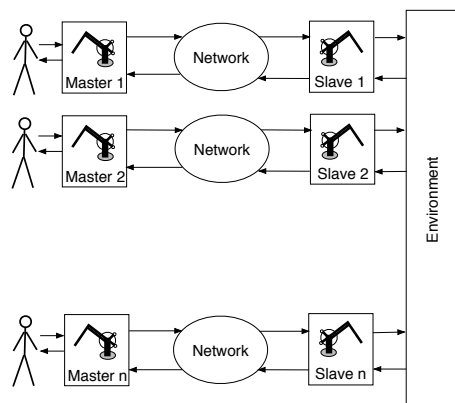 Master 1
Network
Slave 1
Master 2
Network
Slave 2
Master n
Network
Slave n
Environment